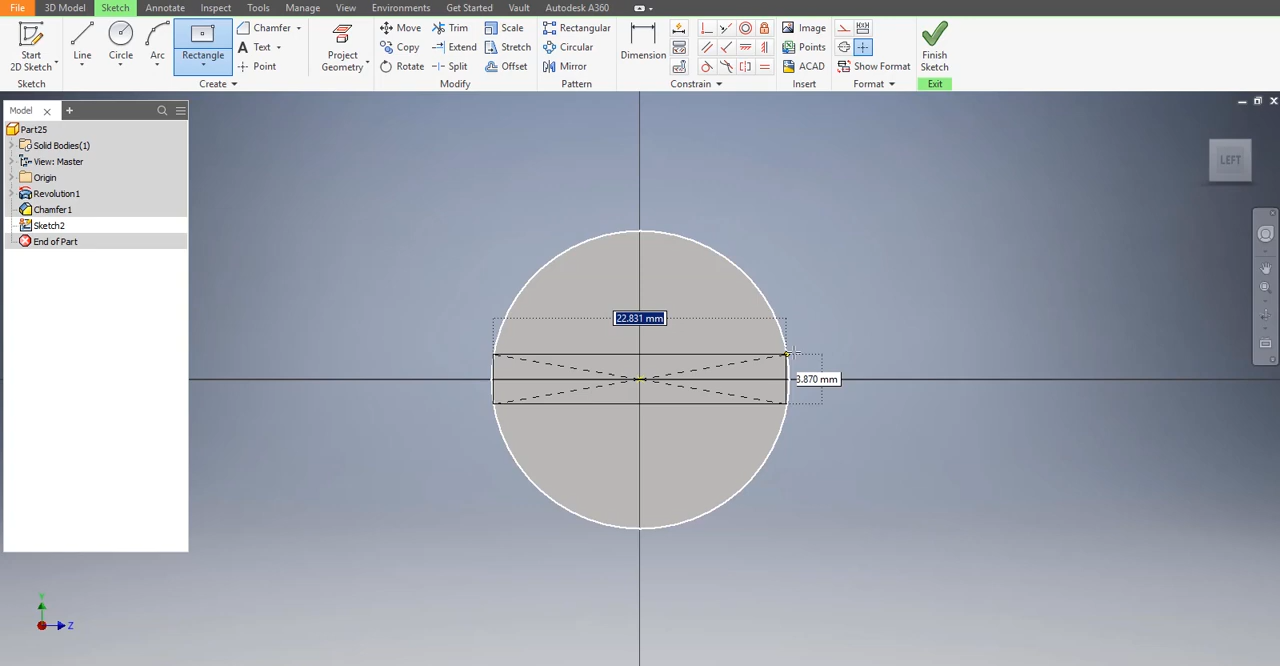 File 3D Model Sketch Annotate Inspect Tools Manage View Environments Get Started Vault Autodesk A360
Start 2D Sketch
Line
Circle
Arc
Rectangle
Chamfer
Text
Point
Project Geometry
Move
Copy
Rotate
Trim
Extend
Split
Scale
Stretch
Offset
Rectangular
Circular
Mirror
Dimension
Image
Points
ACAD
Show Format
Finish Sketch
Sketch Create Modify Pattern Constrain Insert Format Exit
Model
Part25
Solid Bodies(1)
View: Master
Origin
Revolution1
Chamfer1
Sketch2
End of Part
LEFT
22.831 mm
3.870 mm
Y
Z